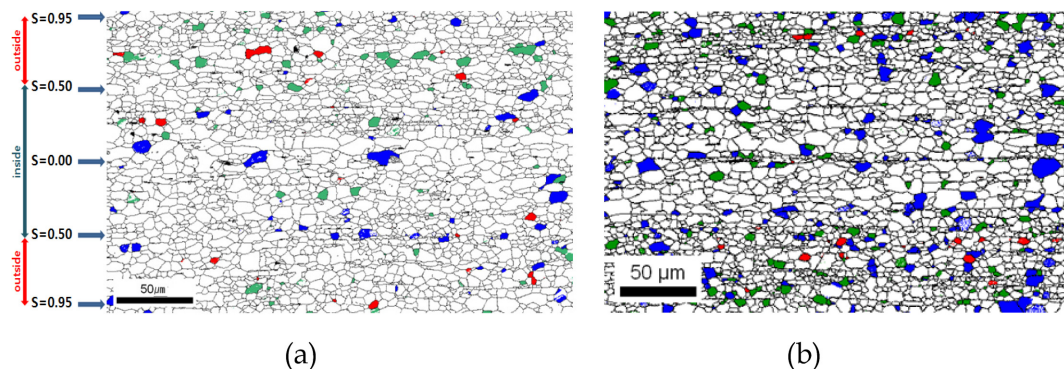 S=0.95
outside
S=0.50
inside
S=0.00
S=0.50
outside
S=0.95
50μm
50 μm
(a)
(b)